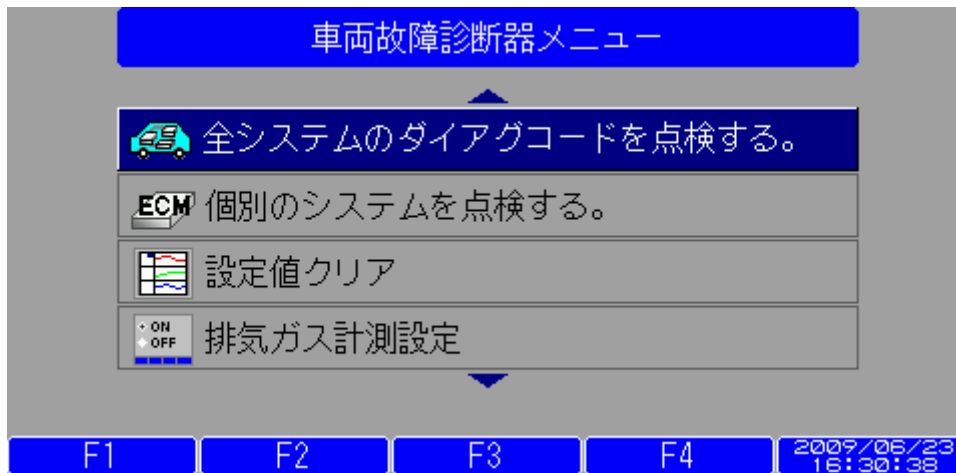 車両故障診断器メニュー
全システムのダイアグコードを点検する。
ECM 個別のシステムを点検する。
設定値クリア
ON
OFF
排気ガス計測設定
F1 F2 F3 F4 2009/06/23
16:30:38